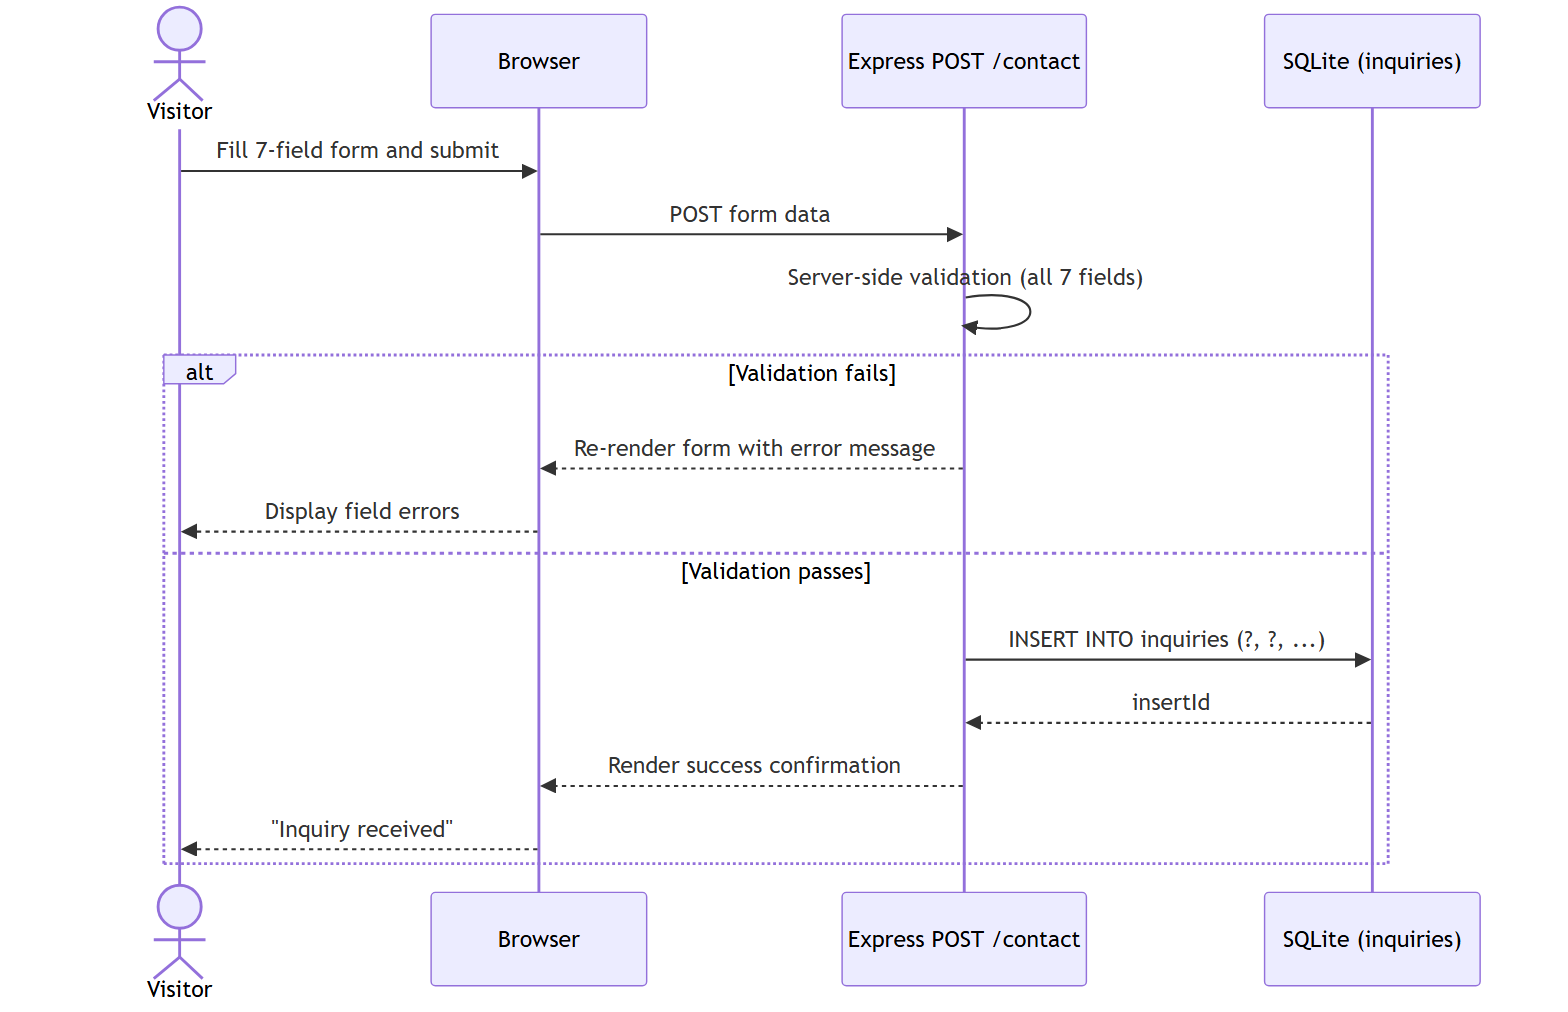 Visitor
Browser
Express POST /contact
SQLite (inquiries)
Fill 7-field form and submit
POST form data
Server-side validation (all 7 fields)
alt
[Validation fails]
Re-render form with error message
Display field errors
[Validation passes]
INSERT INTO inquiries (?, ?, ...)
insertId
Render success confirmation
"Inquiry received"
Visitor
Browser
Express POST /contact
SQLite (inquiries)